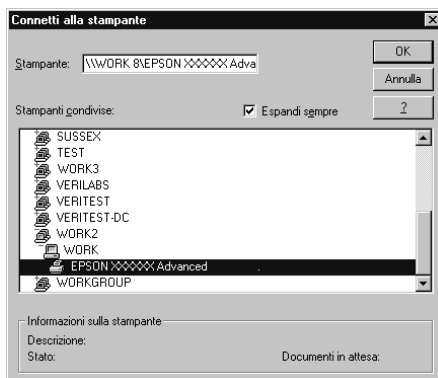 Connetti alla stampante
Stampante: \\WORK 8\EPSON XXXXXX Adva
OK
Annulla
?
Stampanti condivise:
Espandi sempre
SUSSEX
TEST
WORK3
VERILABS
VERITEST
VERITEST-DC
WORK2
WORK
EPSON XXXXXX Advanced
WORKGROUP
Informazioni sulla stampante
Descrizione:
Stato: Documenti in attesa: